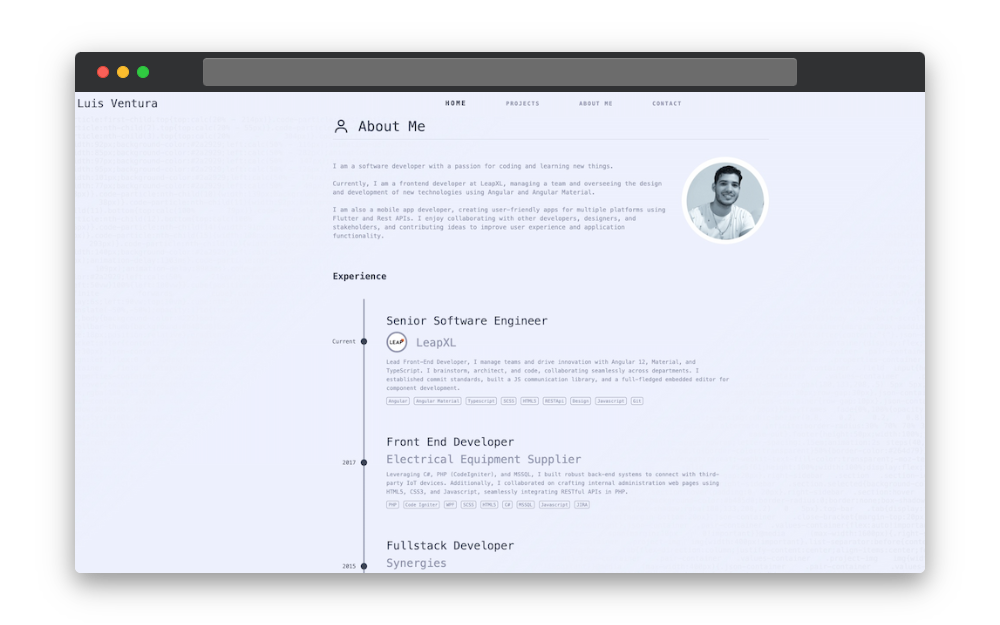 Luis Ventura
HOME PROJECTS ABOUT ME CONTACT
About Me
I am a software developer with a passion for coding and learning new things.
Currently, I am a frontend developer at LeapXL, managing a team and overseeing the design
and development of new technologies using Angular and Angular Material.
I am also a mobile app developer, creating user-friendly apps for multiple platforms using
Flutter and Rest APIs. I enjoy collaborating with other developers, designers, and
stakeholders, and contributing ideas to improve user experience and application
functionality.
Experience
Senior Software Engineer
Current
LEAP
LeapXL
Lead Front-End Developer, I manage teams and drive innovation with Angular 12, Material, and
TypeScript. I brainstorm, architect, and code, collaborating seamlessly across departments. I
established commit standards, built a JS communication library, and a full-fledged embedded editor for
component development.
Angular Angular Material Typescript SCSS HTML5 RESTApi Design Javascript Git
Front End Developer
2017
Electrical Equipment Supplier
Leveraging C#, PHP (CodeIgniter), and MSSQL, I built robust back-end systems to connect with third-
party IoT devices. Additionally, I collaborated on crafting internal administration web pages using
HTML5, CSS3, and Javascript, seamlessly integrating RESTful APIs in PHP.
PHP Code Igniter WPF SCSS HTML5 C# MSSQL Javascript JIRA
Fullstack Developer
2015
Synergies